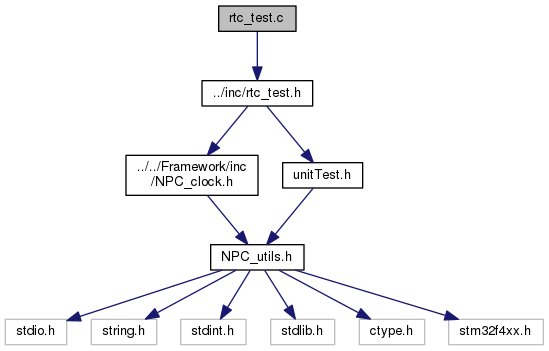 rtc_test.c
../inc/rtc_test.h
../../Framework/inc
/NPC_clock.h
unitTest.h
NPC_utils.h
stdio.h
string.h
stdint.h
stdlib.h
ctype.h
stm32f4xx.h